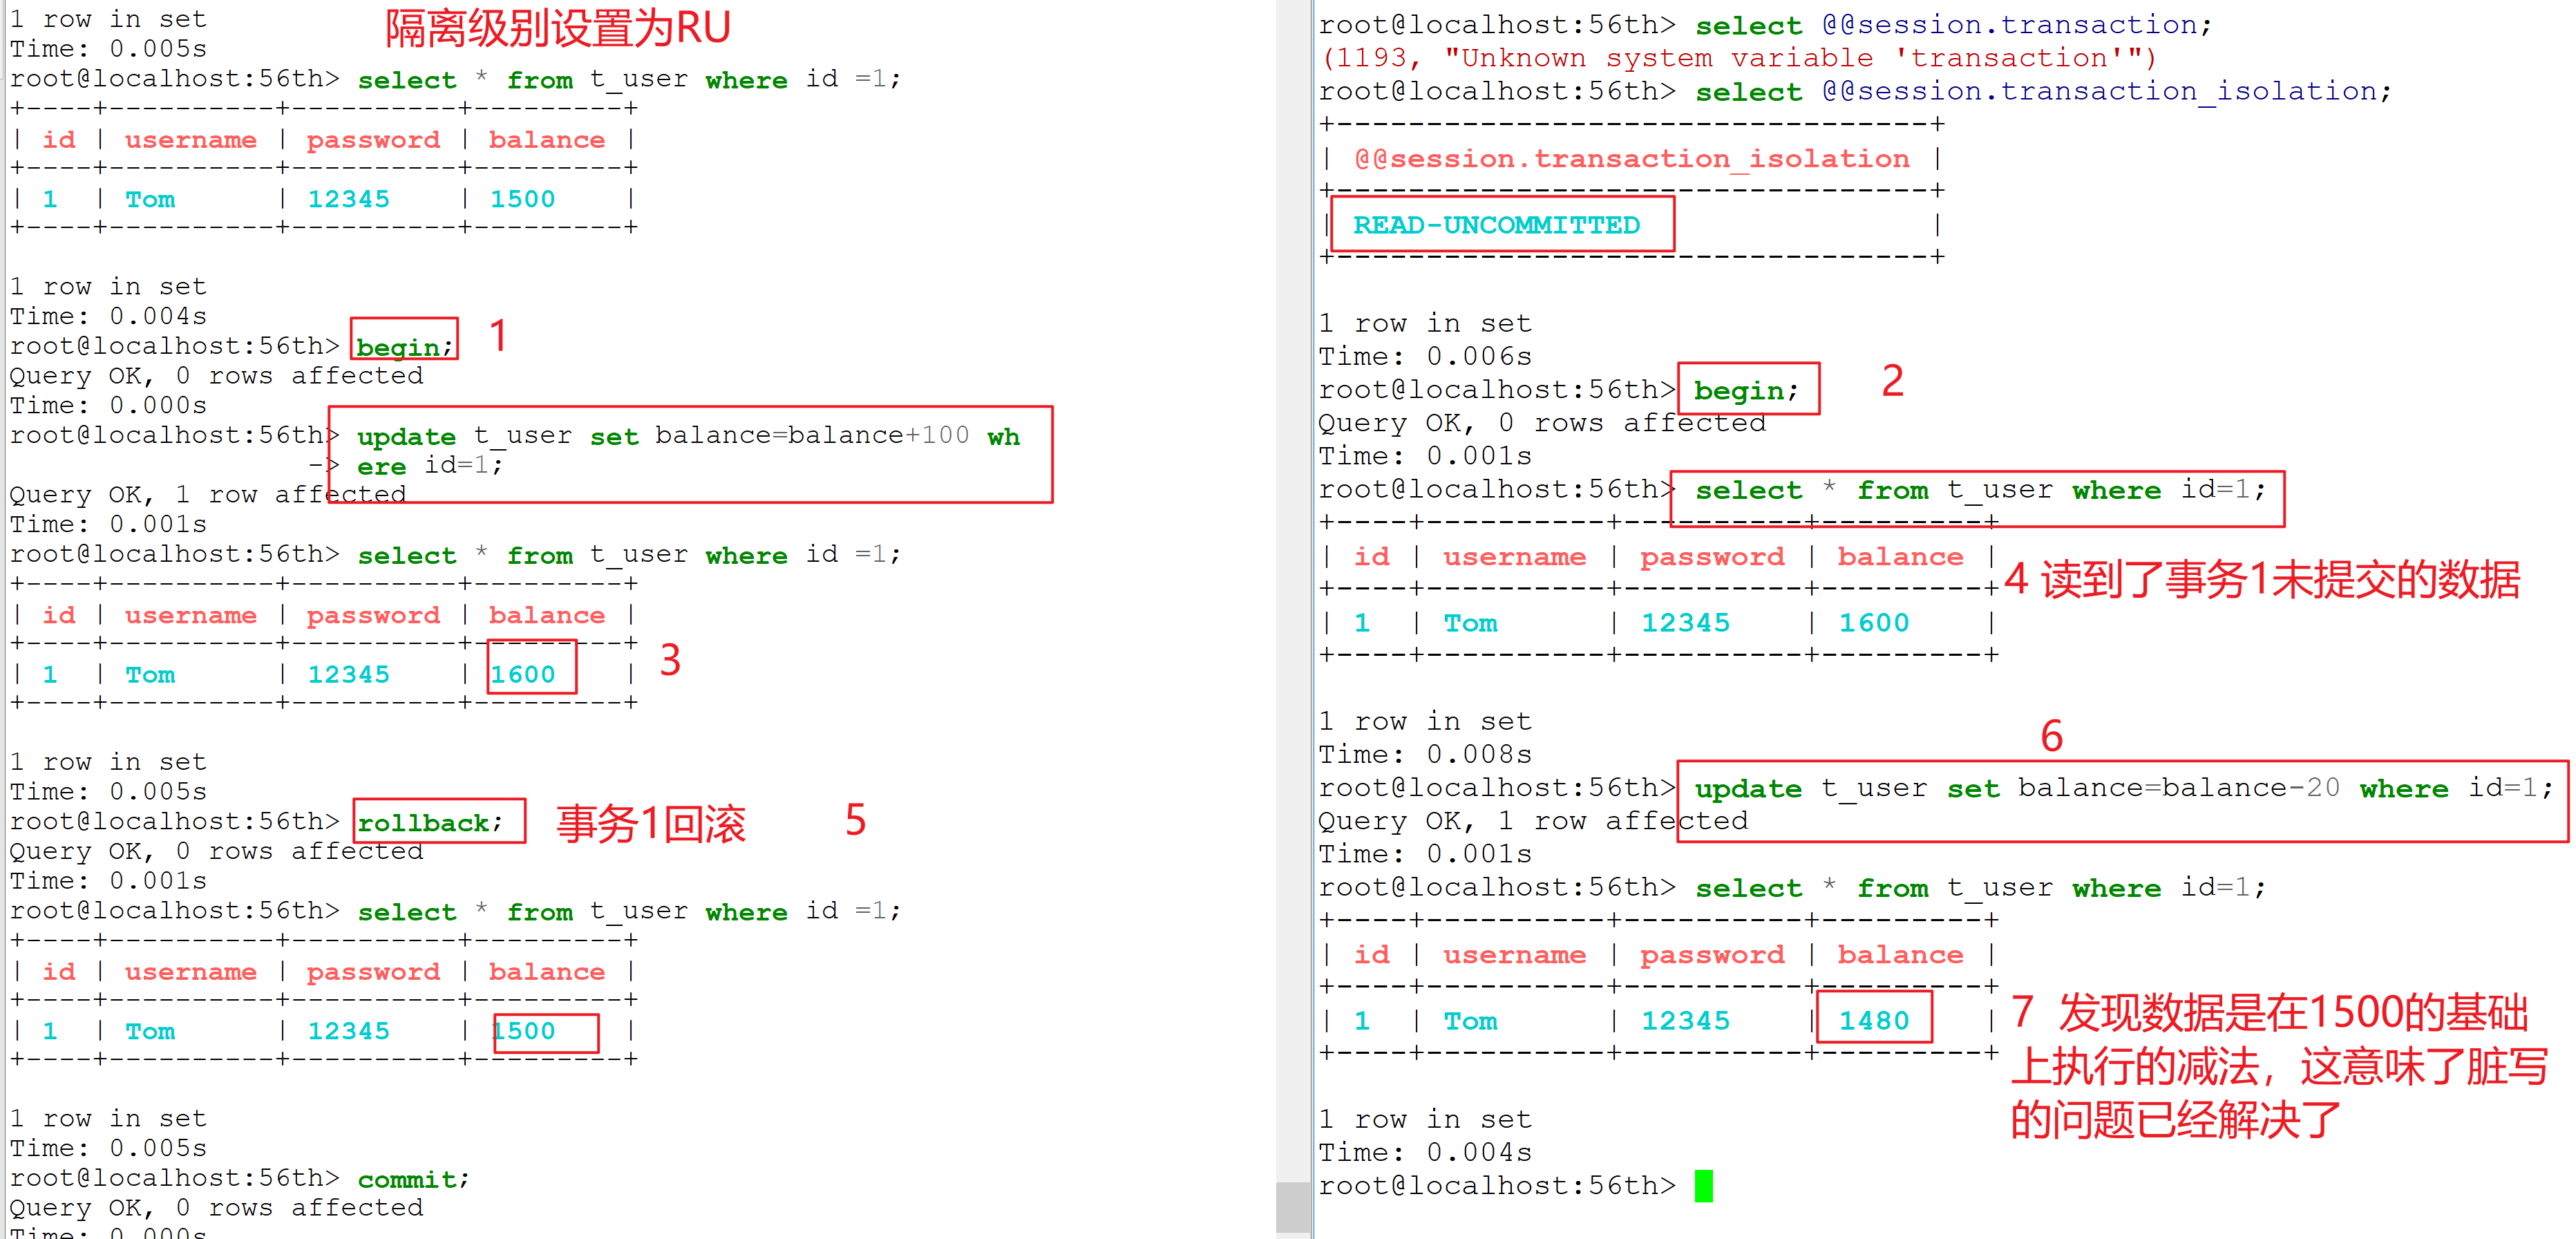 1 row in set
隔离级别设置为RU
Time: 0.005s
root@localhost:56th> select * from t_user where id =1;
+----+----------+----------+---------+
| id | username | password | balance |
+----+----------+----------+---------+
| 1  | Tom      | 12345    | 1500    |
+----+----------+----------+---------+
1 row in set
Time: 0.004s
root@localhost:56th> begin; 1
Query OK, 0 rows affected
Time: 0.000s
root@localhost:56th> update t_user set balance=balance+100 wh
-> ere id=1;
Query OK, 1 row affected
Time: 0.001s
root@localhost:56th> select * from t_user where id =1;
+----+----------+----------+---------+
| id | username | password | balance |
+----+----------+----------+---------+
| 1  | Tom      | 12345    | 1600    | 3
+----+----------+----------+---------+
1 row in set
Time: 0.005s
root@localhost:56th> rollback; 事务1回滚 5
Query OK, 0 rows affected
Time: 0.001s
root@localhost:56th> select * from t_user where id =1;
+----+----------+----------+---------+
| id | username | password | balance |
+----+----------+----------+---------+
| 1  | Tom      | 12345    | 1500    |
+----+----------+----------+---------+
1 row in set
Time: 0.005s
root@localhost:56th> commit;
Query OK, 0 rows affected
Time: 0.000s
root@localhost:56th> select @@session.transaction;
(1193, "Unknown system variable 'transaction'")
root@localhost:56th> select @@session.transaction_isolation;
+---------------------------------+
| @@session.transaction_isolation |
+---------------------------------+
| READ-UNCOMMITTED                |
+---------------------------------+
1 row in set
Time: 0.006s
root@localhost:56th> begin; 2
Query OK, 0 rows affected
Time: 0.001s
root@localhost:56th> select * from t_user where id=1;
+----+----------+----------+---------+
| id | username | password | balance |
+----+----------+----------+---------+
4 读到了事务1未提交的数据
| 1  | Tom      | 12345    | 1600    |
+----+----------+----------+---------+
1 row in set
6
Time: 0.008s
root@localhost:56th> update t_user set balance=balance-20 where id=1;
Query OK, 1 row affected
Time: 0.001s
root@localhost:56th> select * from t_user where id=1;
+----+----------+----------+---------+
| id | username | password | balance |
+----+----------+----------+---------+
| 1  | Tom      | 12345    | 1480    |
+----+----------+----------+---------+
7 发现数据是在1500的基础
上执行的减法，这意味了脏写
的问题已经解决了
1 row in set
Time: 0.004s
root@localhost:56th>